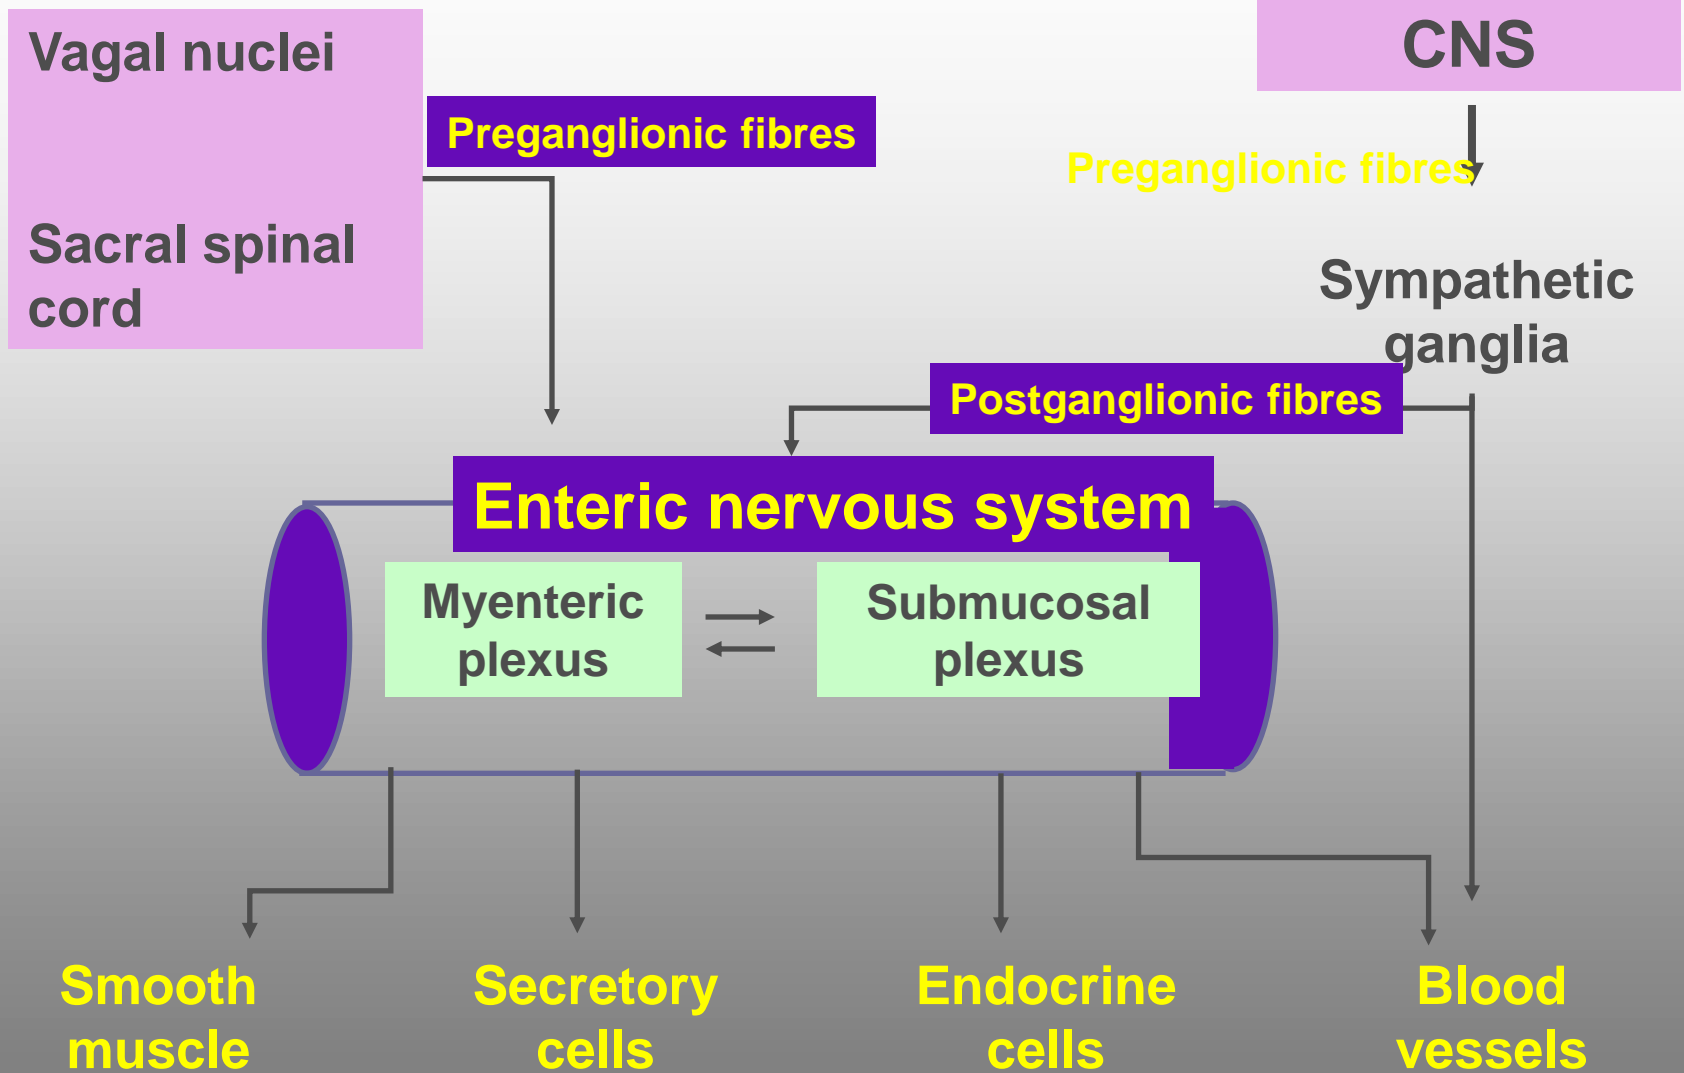 Vagal nuclei
Sacral spinal
cord
Preganglionic fibres
CNS
Preganglionic fibres
Sympathetic
ganglia
Postganglionic fibres
Enteric nervous system
Myenteric
plexus
Submucosal
plexus
Smooth
muscle
Secretory
cells
Endocrine
cells
Blood
vessels